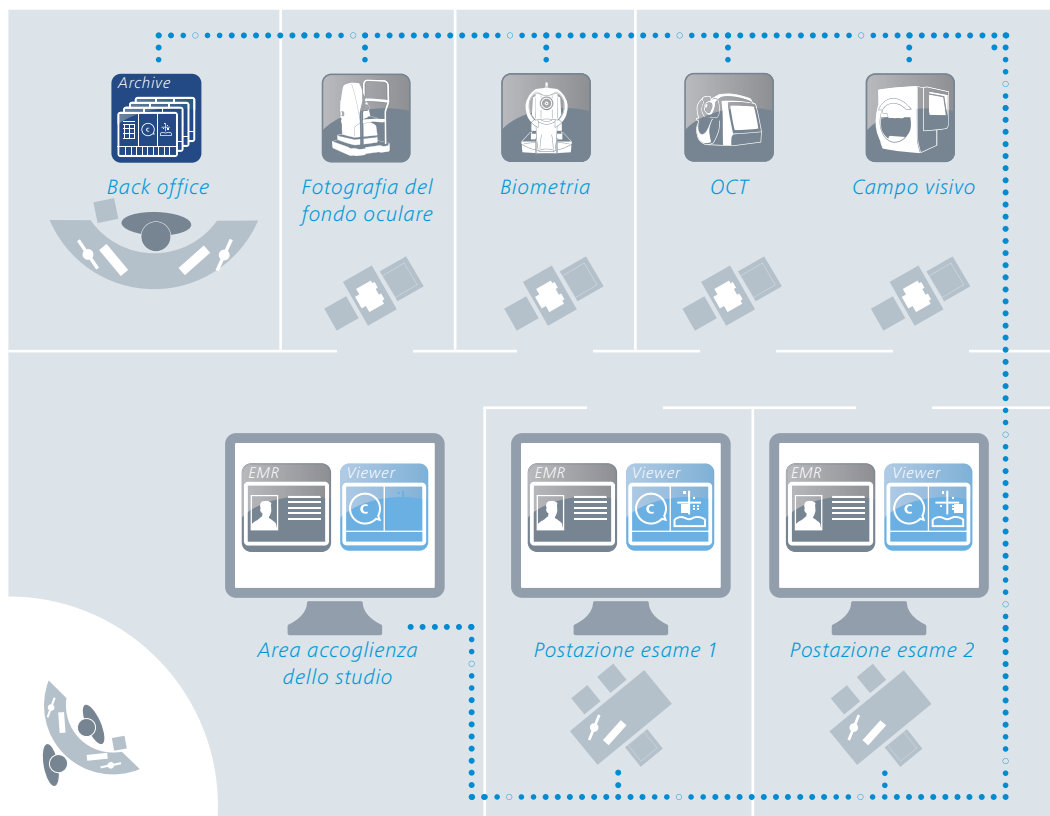 Archive
Back office
Fotografia del
fondo oculare
Biometria
OCT
Campo visivo
EMR
Viewer
C
EMR
Viewer
C
EMR
Viewer
C
Area accoglienza
dello studio
Postazione esame 1
Postazione esame 2